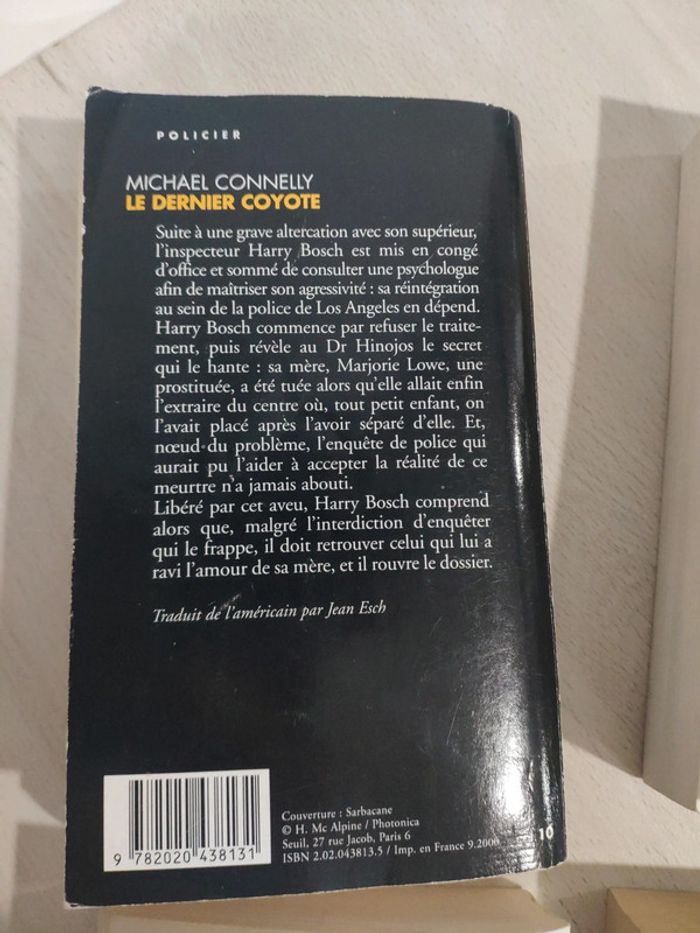 POLICIER
MICHAEL CONNELLY
LE DERNIER COYOTE
Suite à une grave altercation avec son supérieur,
l'inspecteur Harry Bosch est mis en congé
d'office et sommé de consulter une psychologue
afin de maîtriser son agressivité : sa réintégration
au sein de la police de Los Angeles en dépend.
Harry Bosch commence par refuser le traite-
ment, puis révèle au Dr Hinojos le secret
qui le hante : sa mère, Marjorie Lowe, une
prostituée, a été tuée alors qu'elle allait enfin
l'extraire du centre où, tout petit enfant, on
l'avait placé après l'avoir séparé d'elle. Et,
nœud du problème, l'enquête de police qui
aurait pu l'aider à accepter la réalité de ce
meurtre n'a jamais abouti.
Libéré par cet aveu, Harry Bosch comprend
alors que, malgré l'interdiction d'enquêter
qui le frappe, il doit retrouver celui qui lui a
ravi l'amour de sa mère, et il rouvre le dossier.
Traduit de l'américain par Jean Esch
9 782020 438131
Couverture : Sarbacane
© H. Mc Alpine / Photonica
Seuil, 27 rue Jacob, Paris 6
ISBN 2.02.043813.5 / Imp. en France 9.2000
10